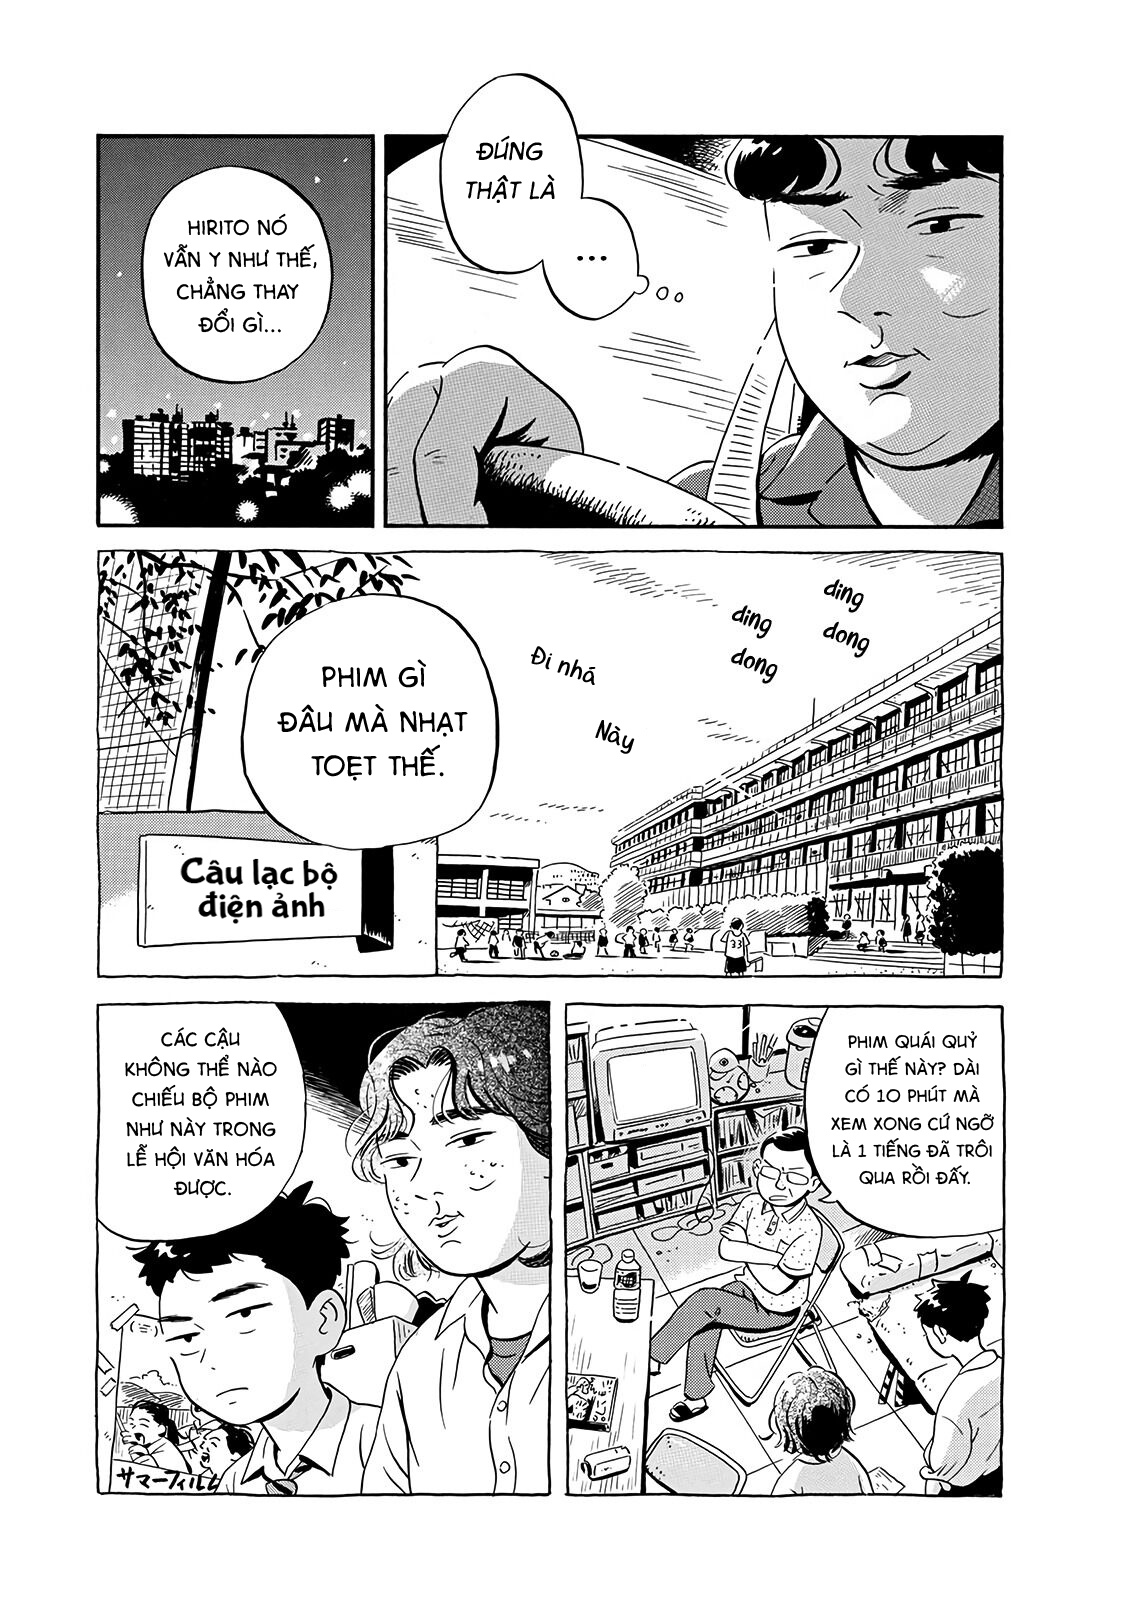 ĐÚNG
THẬT LÀ
...
HIRITO NÓ
VẪN Y NHƯ THẾ,
CHẲNG THAY
ĐỔI GÌ...
ding
dong
ding
dong
Đi nhá
Này
PHIM GÌ
ĐÂU MÀ NHẠT
TOẸT THẾ.
Câu lạc bộ
điện ảnh
33
PHIM QUÁI QUỶ
GÌ THẾ NÀY? DÀI
CÓ 10 PHÚT MÀ
XEM XONG CỨ NGỠ
LÀ 1 TIẾNG ĐÃ TRÔI
QUA RỒI ĐẤY.
CÁC CẬU
KHÔNG THỂ NÀO
CHIẾU BỘ PHIM
NHƯ NÀY TRONG
LỄ HỘI VĂN HÓA
ĐƯỢC.
サマーフィルム